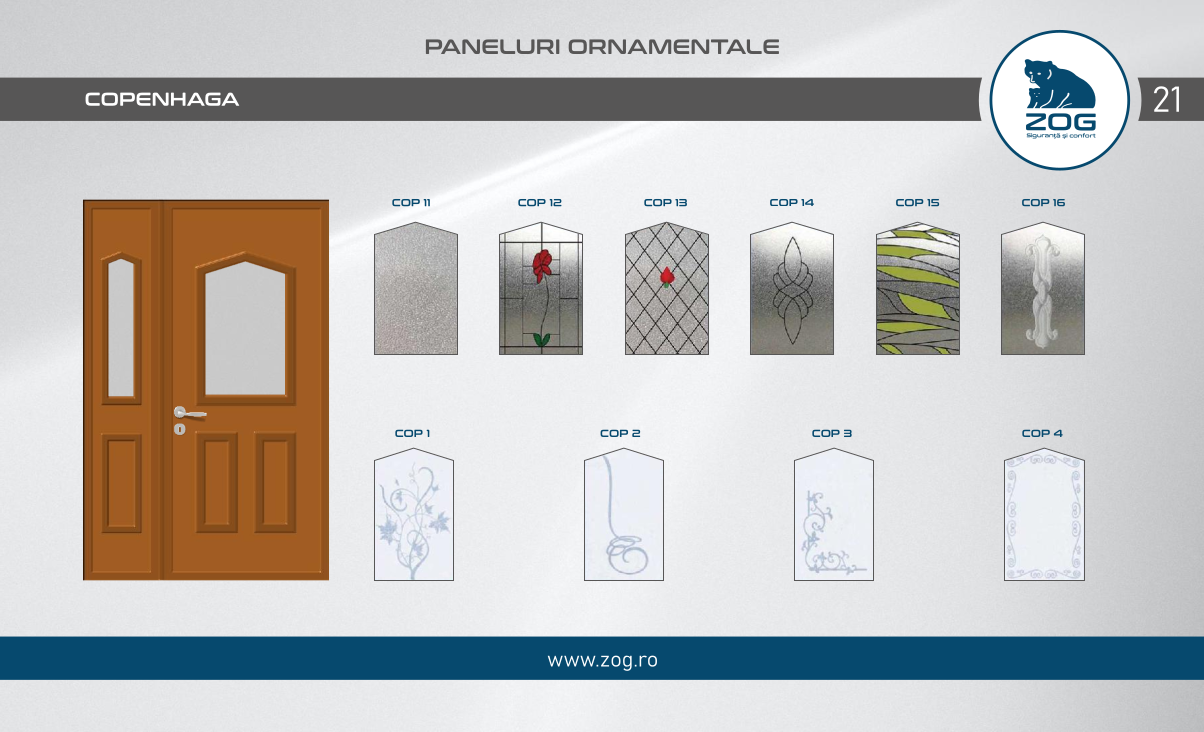 PANELURI ORNAMENTALE
COPENHAGA
ZOG
Siguranță și confort
21
COP 11
COP 12
COP 13
COP 14
COP 15
COP 16
COP 1
COP 2
COP 3
COP 4
www.zog.ro